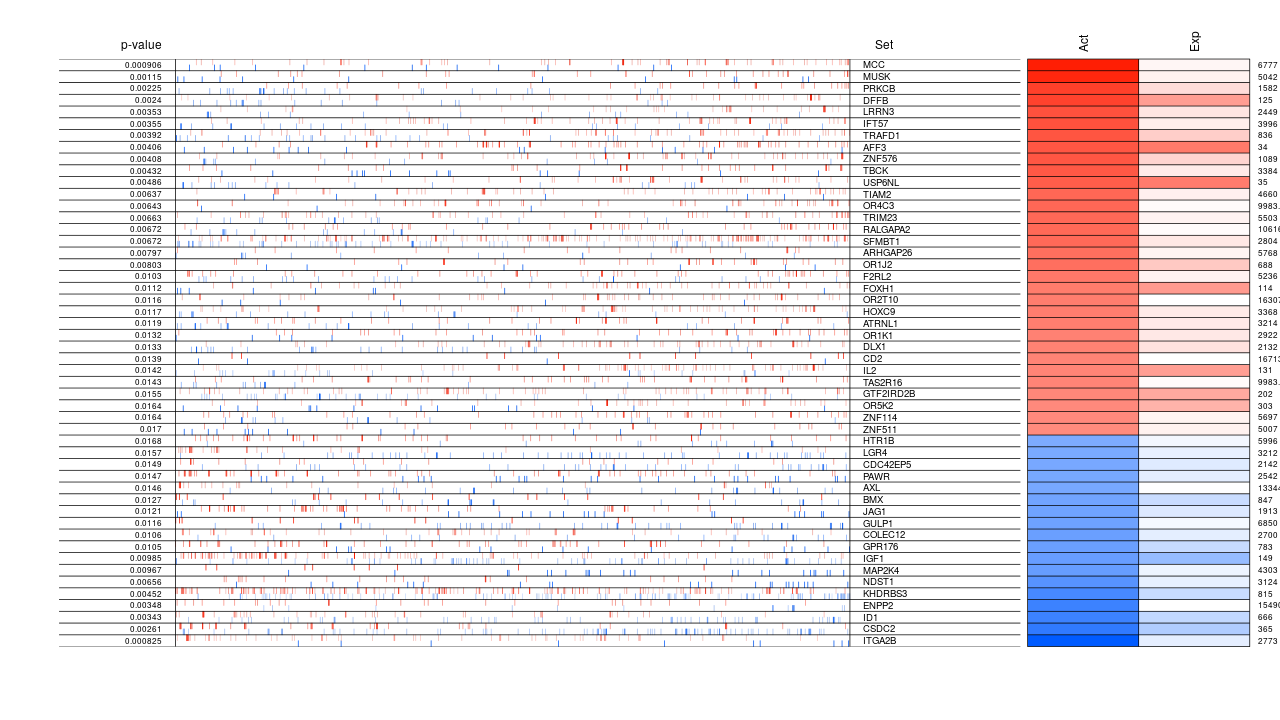 p-value Set Act Exp
0.000906 MCC 6777
0.00115 MUSK 5042
0.00225 PRKCB 1582
0.0024 DFFB 125
0.00353 LRRN3 2449
0.00355 IFT57 3996
0.00392 TRAFD1 836
0.00406 AFF3 34
0.00408 ZNF576 1089
0.00432 TBCK 3384
0.00486 USP6NL 35
0.00637 TIAM2 4660
0.00643 OR4C3 9983.
0.00663 TRIM23 5503
0.00672 RALGAPA2 10616
0.00672 SFMBT1 2804
0.00797 ARHGAP26 5768
0.00803 OR1J2 688
0.0103 F2RL2 5236
0.0112 FOXH1 114
0.0116 OR2T10 16307
0.0117 HOXC9 3368
0.0119 ATRNL1 3214
0.0132 OR1K1 2922
0.0133 DLX1 2132
0.0139 CD2 16713
0.0142 IL2 131
0.0143 TAS2R16 9983.
0.0155 GTF2IRD2B 202
0.0164 OR5K2 303
0.0164 ZNF114 5697
0.017 ZNF511 5007
0.0168 HTR1B 5996
0.0157 LGR4 3212
0.0149 CDC42EP5 2142
0.0147 PAWR 2542
0.0146 AXL 13344
0.0127 BMX 847
0.0121 JAG1 1913
0.0116 GULP1 6850
0.0106 COLEC12 2700
0.0105 GPR176 783
0.00985 IGF1 149
0.00967 MAP2K4 4303
0.00656 NDST1 3124
0.00452 KHDRBS3 815
0.00348 ENPP2 15490
0.00343 ID1 666
0.00261 CSDC2 365
0.000825 ITGA2B 2773